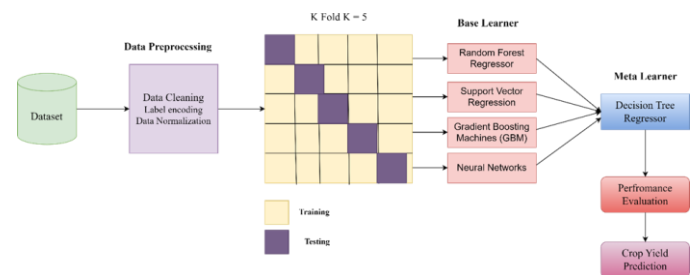 K Fold K = 5
Base Learner
Data Preprocessing
Meta Learner
Dataset
Data Cleaning
Label encoding
Data Normalization
Random Forest
Regressor
Support Vector
Regression
Gradient Boosting
Machines (GBM)
Neural Networks
Decision Tree
Regressor
Training
Testing
Perfromance
Evaluation
Crop Yield
Prediction